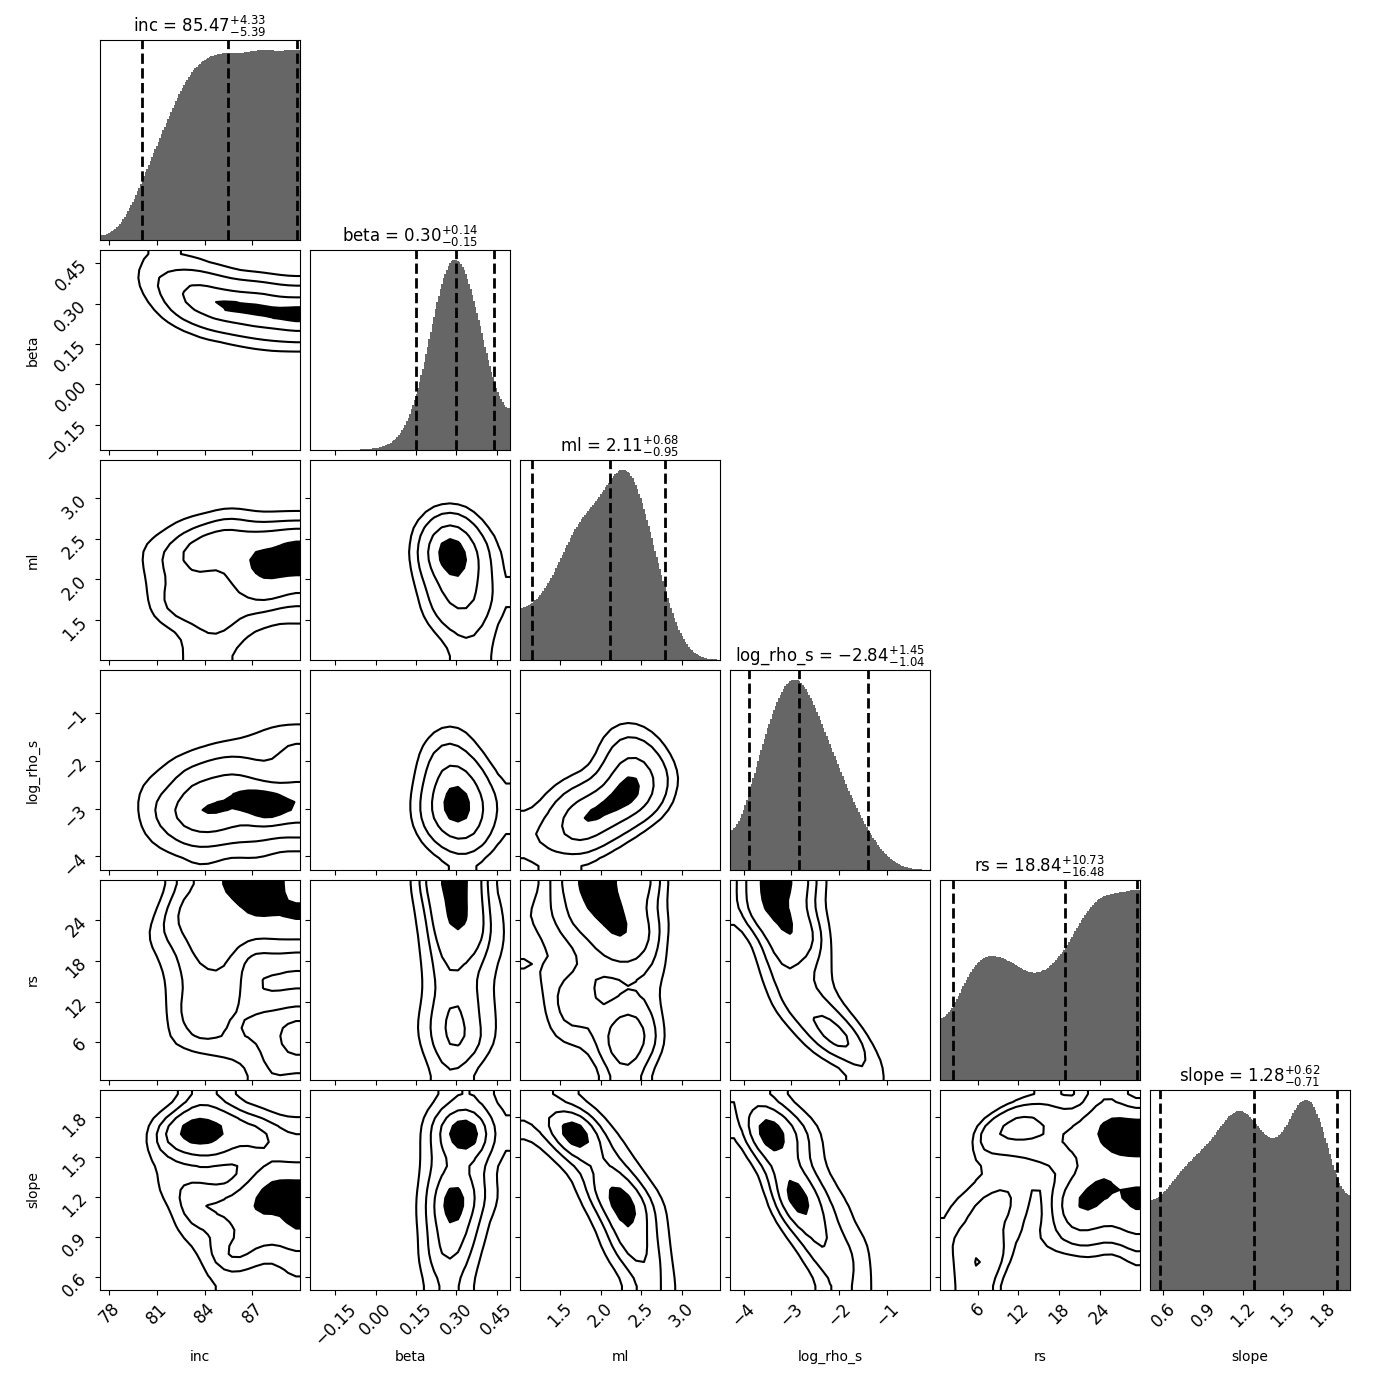 inc = 85.47+4.33−5.39
beta = 0.30+0.14−0.15
0.45
0.30
0.15
0.00
−0.15
beta
ml = 2.11+0.68−0.95
3.0
2.5
2.0
1.5
ml
log_rho_s = −2.84+1.45−1.04
−1
−2
−3
−4
log_rho_s
rs = 18.84+10.73−16.48
24
18
12
6
rs
slope = 1.28+0.62−0.71
1.8
1.5
1.2
0.9
0.6
slope
78 81 84 87
−0.15 0.00 0.15 0.30 0.45
1.5 2.0 2.5 3.0
−4 −3 −2 −1
6 12 18 24
0.6 0.9 1.2 1.5 1.8
inc beta ml log_rho_s rs slope